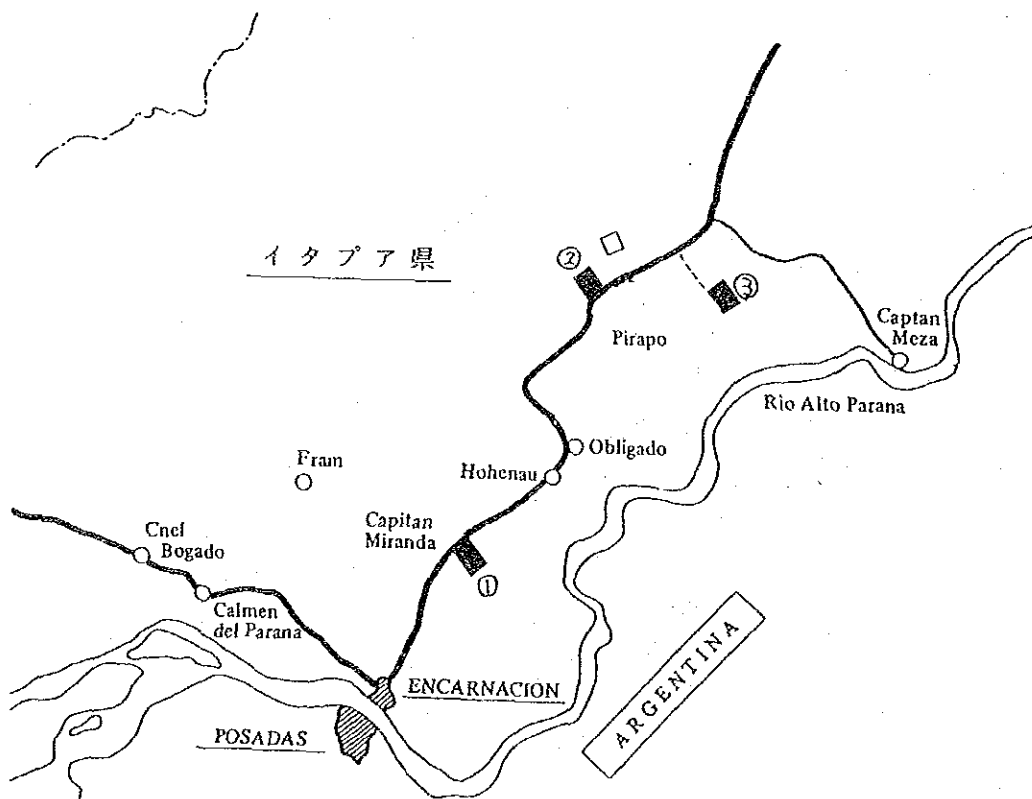 イタプア県
②
③
Pirapo
Captan
Meza
Rio Alto Parana
Obligado
Hohenau
Fram
Capitan
Miranda
①
Cnel
Bogado
Calmen
del Parana
ENCARNACION
POSADAS
ARGENTINA